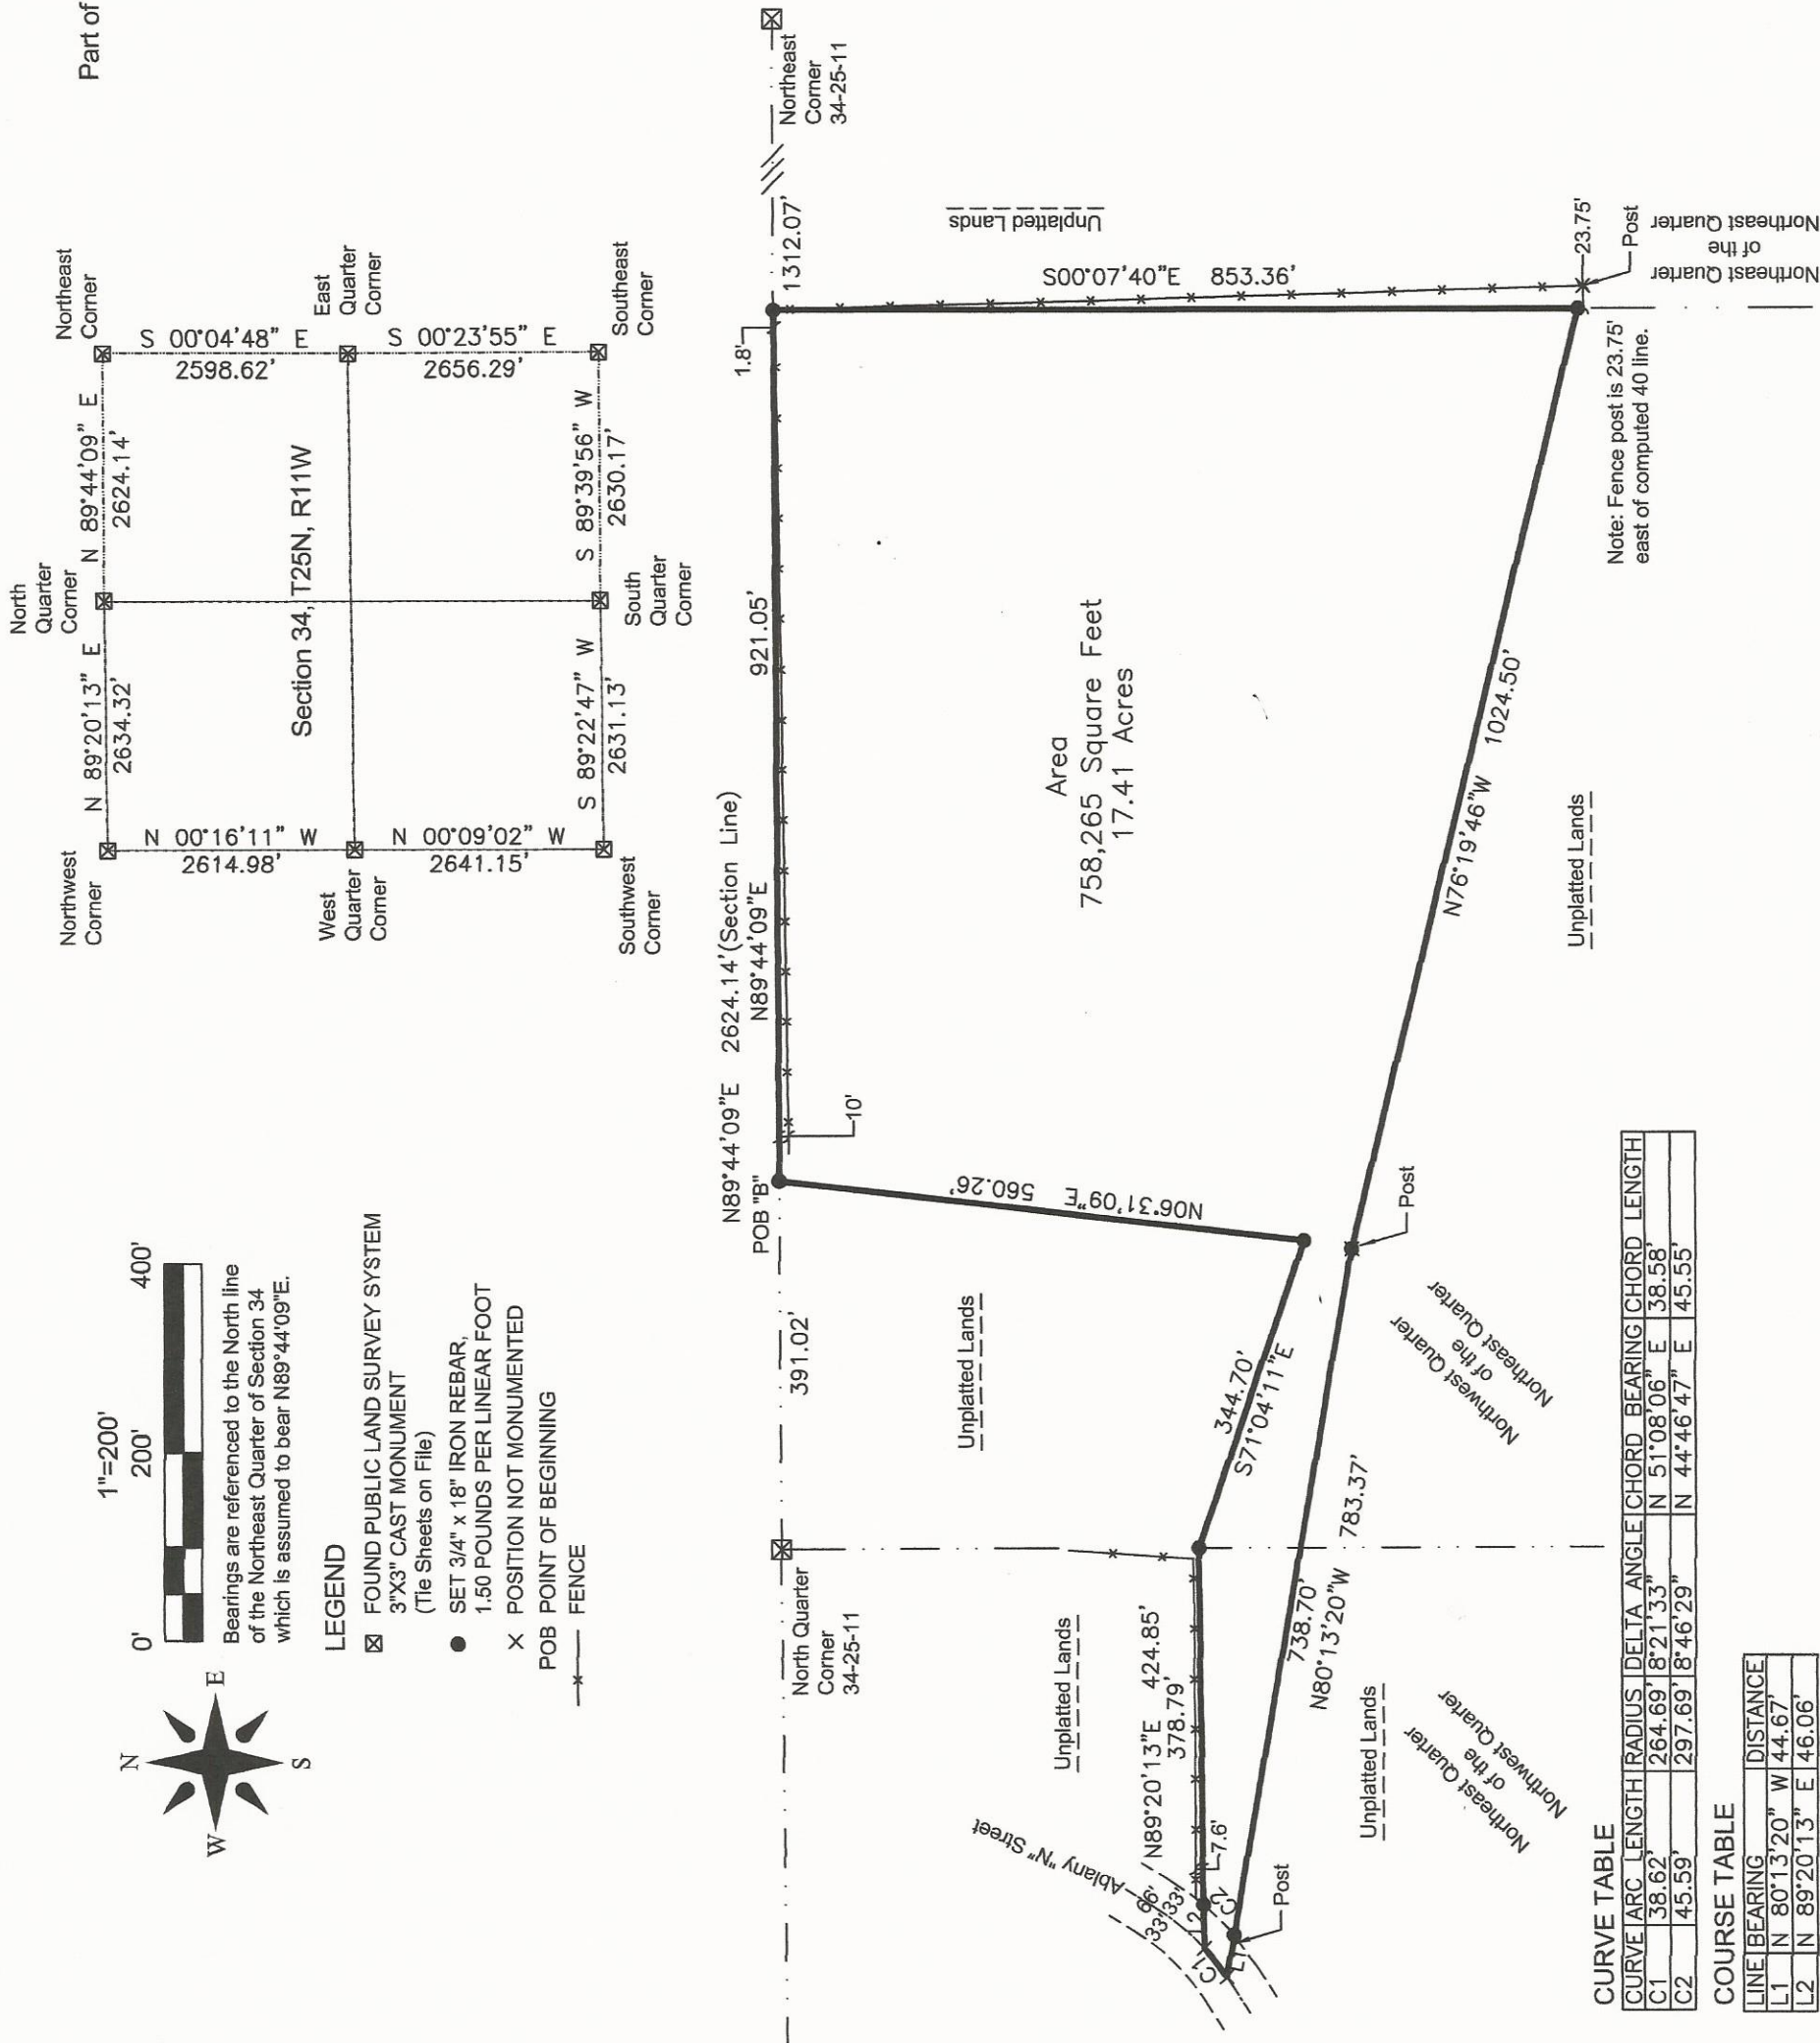 Part of
North
Quarter
Corner
Northwest
Corner
Northeast
Corner
N 89°20'13" E
2634.32'
N 89°44'09" E
2624.14'
N 00°16'11" W
2614.98'
S 00°04'48" E
2598.62'
Section 34, T25N, R11W
West
Quarter
Corner
East
Quarter
Corner
N 00°09'02" W
2641.15'
S 00°23'55" E
2656.29'
S 89°22'47" W
2631.13'
S 89°39'56" W
2630.17'
Southwest
Corner
South
Quarter
Corner
Southeast
Corner
1"=200'
0' 200' 400'
N
W E
S
Bearings are referenced to the North line
of the Northeast Quarter of Section 34
which is assumed to bear N89°44'09"E.
LEGEND
FOUND PUBLIC LAND SURVEY SYSTEM
3"X3" CAST MONUMENT
(Tie Sheets on File)
SET 3/4" x 18" IRON REBAR,
1.50 POUNDS PER LINEAR FOOT
POSITION NOT MONUMENTED
POB POINT OF BEGINNING
FENCE
N89°44'09"E 2624.14'(Section Line)
POB "B"
N89°44'09"E
921.05'
1.8'
1312.07'
391.02'
10'
North Quarter
Corner
34-25-11
Northeast
Corner
34-25-11
Unplatted Lands
Unplatted Lands
Unplatted Lands
N06°31'09"E 560.26'
S00°07'40"E 853.36'
Area
758,265 Square Feet
17.41 Acres
Ablany "N" Street
66'
33'
33'
N89°20'13"E 424.85'
378.79'
7.6'
L2
C2
C1
L1
Post
344.70'
S71°04'11"E
738.70'
N80°13'20"W 783.37'
Post
N76°19'46"W 1024.50'
23.75'
Post
Note: Fence post is 23.75'
east of computed 40 line.
Northeast Quarter
of the
Northeast Quarter
Unplatted Lands
Unplatted Lands
Northeast Quarter
of the
Northwest Quarter
Northwest Quarter
of the
Northeast Quarter
CURVE TABLE
CURVE ARC LENGTH RADIUS DELTA ANGLE CHORD BEARING CHORD LENGTH
C1 38.62' 264.69' 8°21'33" N 51°08'06" E 38.58'
C2 45.59' 297.69' 8°46'29" N 44°46'47" E 45.55'
COURSE TABLE
LINE BEARING DISTANCE
L1 N 80°13'20" W 44.67'
L2 N 89°20'13" E 46.06'